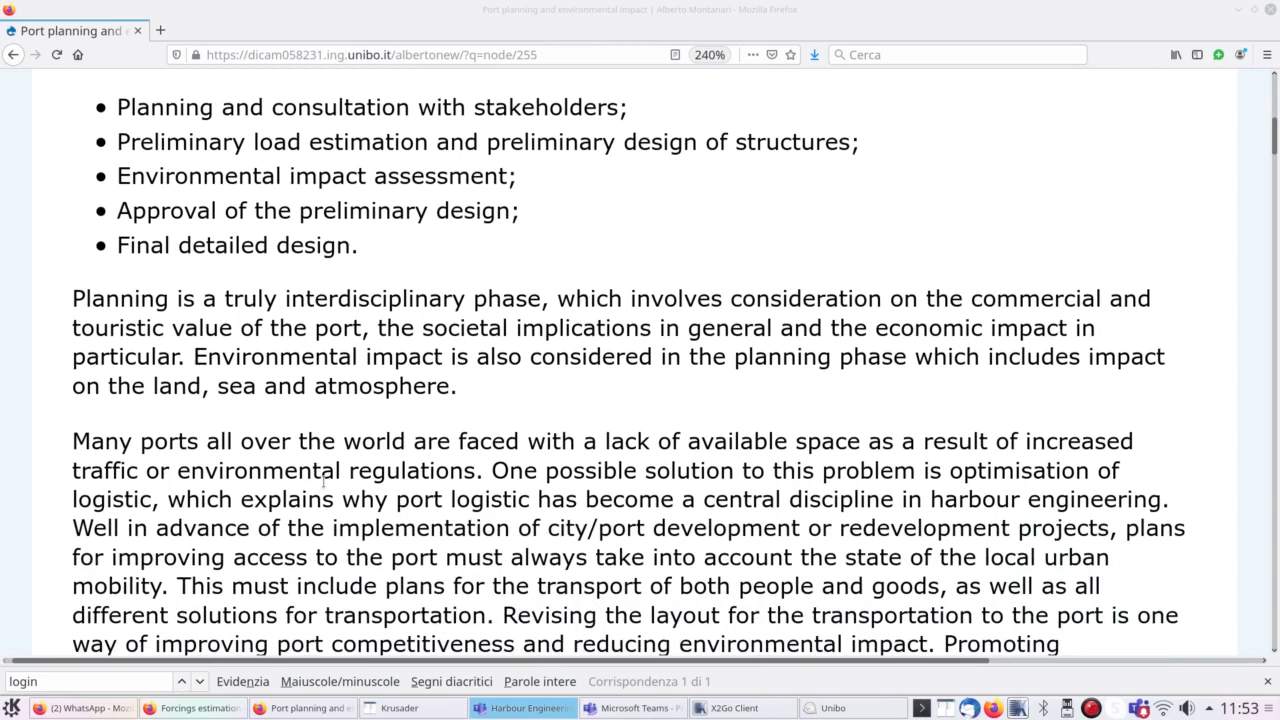 Port planning and environmental impact | Alberto Montanari - Mozilla Firefox
Port planning and e
https://dicam058231.ing.unibo.it/albertonew/?q=node/255
240%
Cerca
Planning and consultation with stakeholders;
Preliminary load estimation and preliminary design of structures;
Environmental impact assessment;
Approval of the preliminary design;
Final detailed design.
Planning is a truly interdisciplinary phase, which involves consideration on the commercial and
touristic value of the port, the societal implications in general and the economic impact in
particular. Environmental impact is also considered in the planning phase which includes impact
on the land, sea and atmosphere.
Many ports all over the world are faced with a lack of available space as a result of increased
traffic or environmental regulations. One possible solution to this problem is optimisation of
logistic, which explains why port logistic has become a central discipline in harbour engineering.
Well in advance of the implementation of city/port development or redevelopment projects, plans
for improving access to the port must always take into account the state of the local urban
mobility. This must include plans for the transport of both people and goods, as well as all
different solutions for transportation. Revising the layout for the transportation to the port is one
way of improving port competitiveness and reducing environmental impact. Promoting
login
Evidenzia Maiuscole/minuscole Segni diacritici Parole intere Corrispondenza 1 di 1
(2) WhatsApp - Moz Forcings estimation Port planning and e Krusader Harbour Engineerin Microsoft Teams - P X2Go Client Unibo 11:53